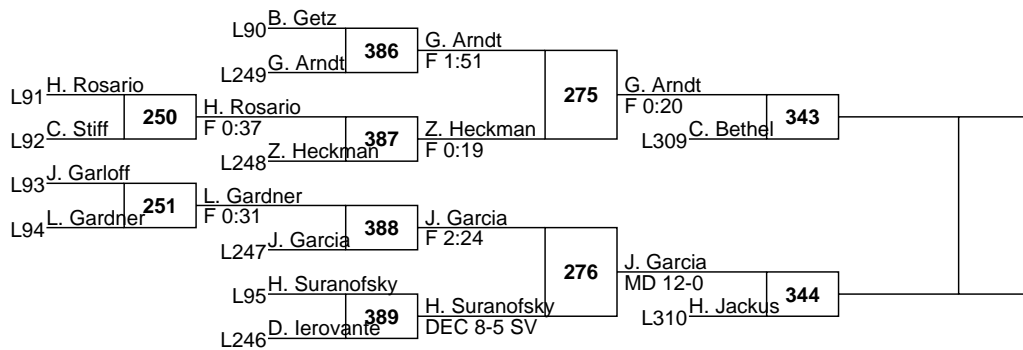 L90 B. Getz
386
G. Arndt
F 1:51
L249 G. Arndt
275
G. Arndt
F 0:20
L91 H. Rosario
250
H. Rosario
F 0:37
343
L92 C. Stiff
387
Z. Heckman
F 0:19
L309 C. Bethel
L248 Z. Heckman
L93 J. Garloff
251
L. Gardner
F 0:31
L94 L. Gardner
388
J. Garcia
F 2:24
L247 J. Garcia
276
J. Garcia
MD 12-0
L95 H. Suranofsky
344
389
H. Suranofsky
DEC 8-5 SV
L310 H. Jackus
L246 D. Ierovante